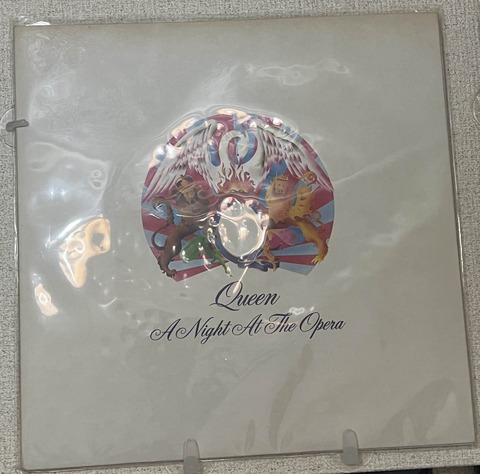 Queen
A Night At The Opera